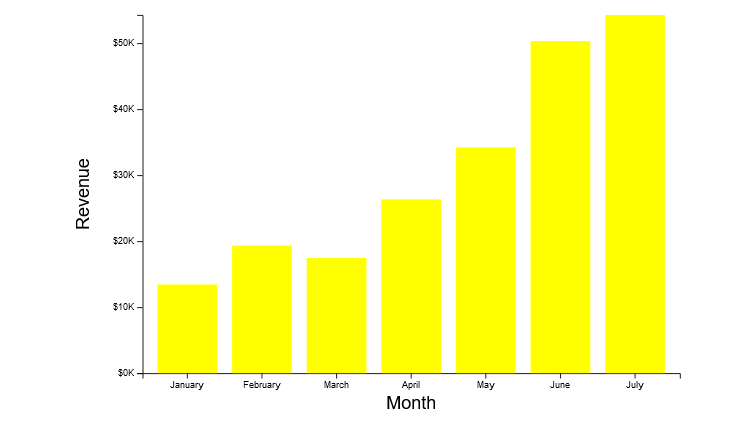 $50K
$40K
$30K
$20K
$10K
$0K
Revenue
January February March April May June July
Month